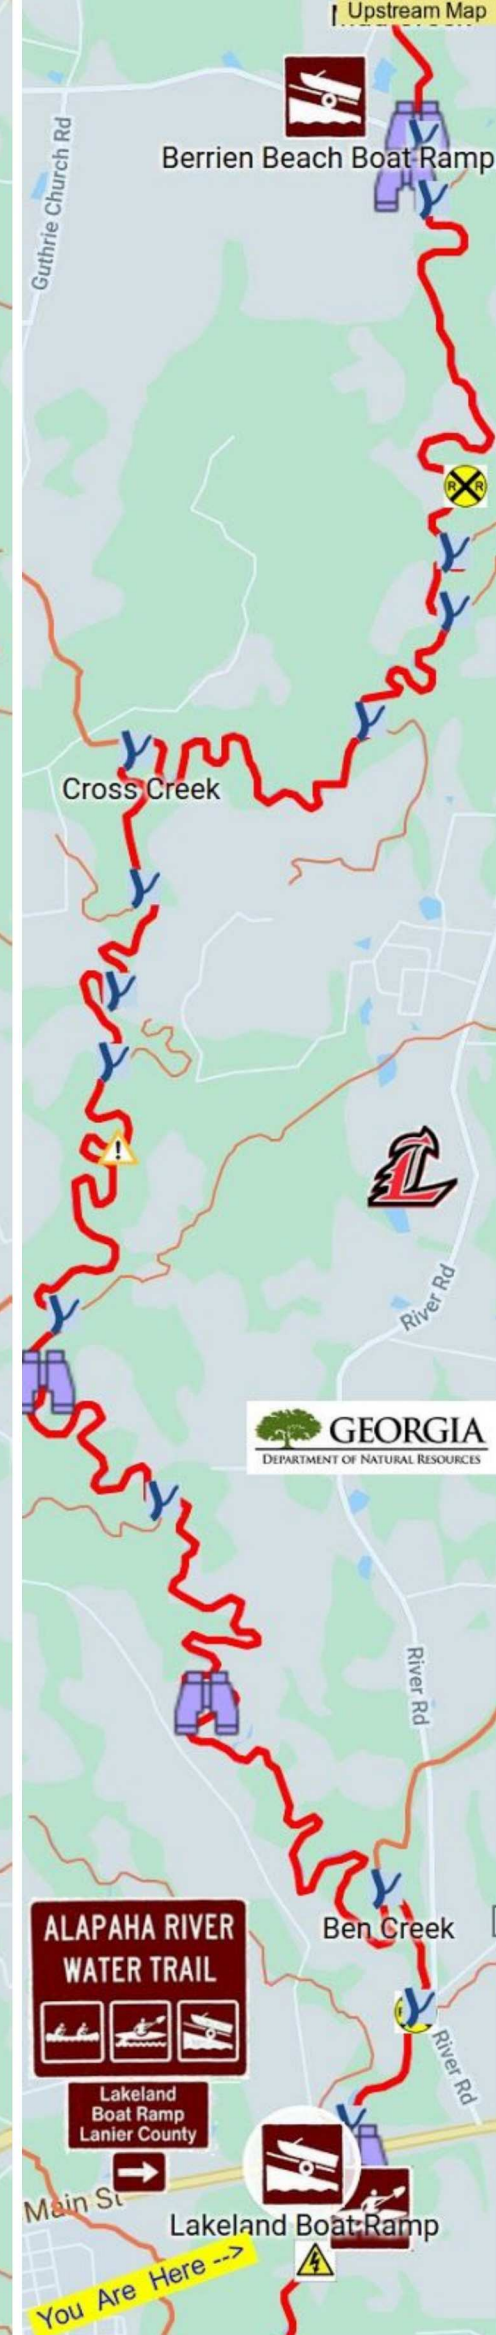 Upstream Map
Berrien Beach Boat Ramp
Guthrie Church Rd
R R
Cross Creek
!
L
River Rd
GEORGIA
DEPARTMENT OF NATURAL RESOURCES
River Rd
ALAPAHA RIVER
WATER TRAIL
Ben Creek
Lakeland
Boat Ramp
Lanier County
River Rd
Main St
Lakeland Boat Ramp
You Are Here -->